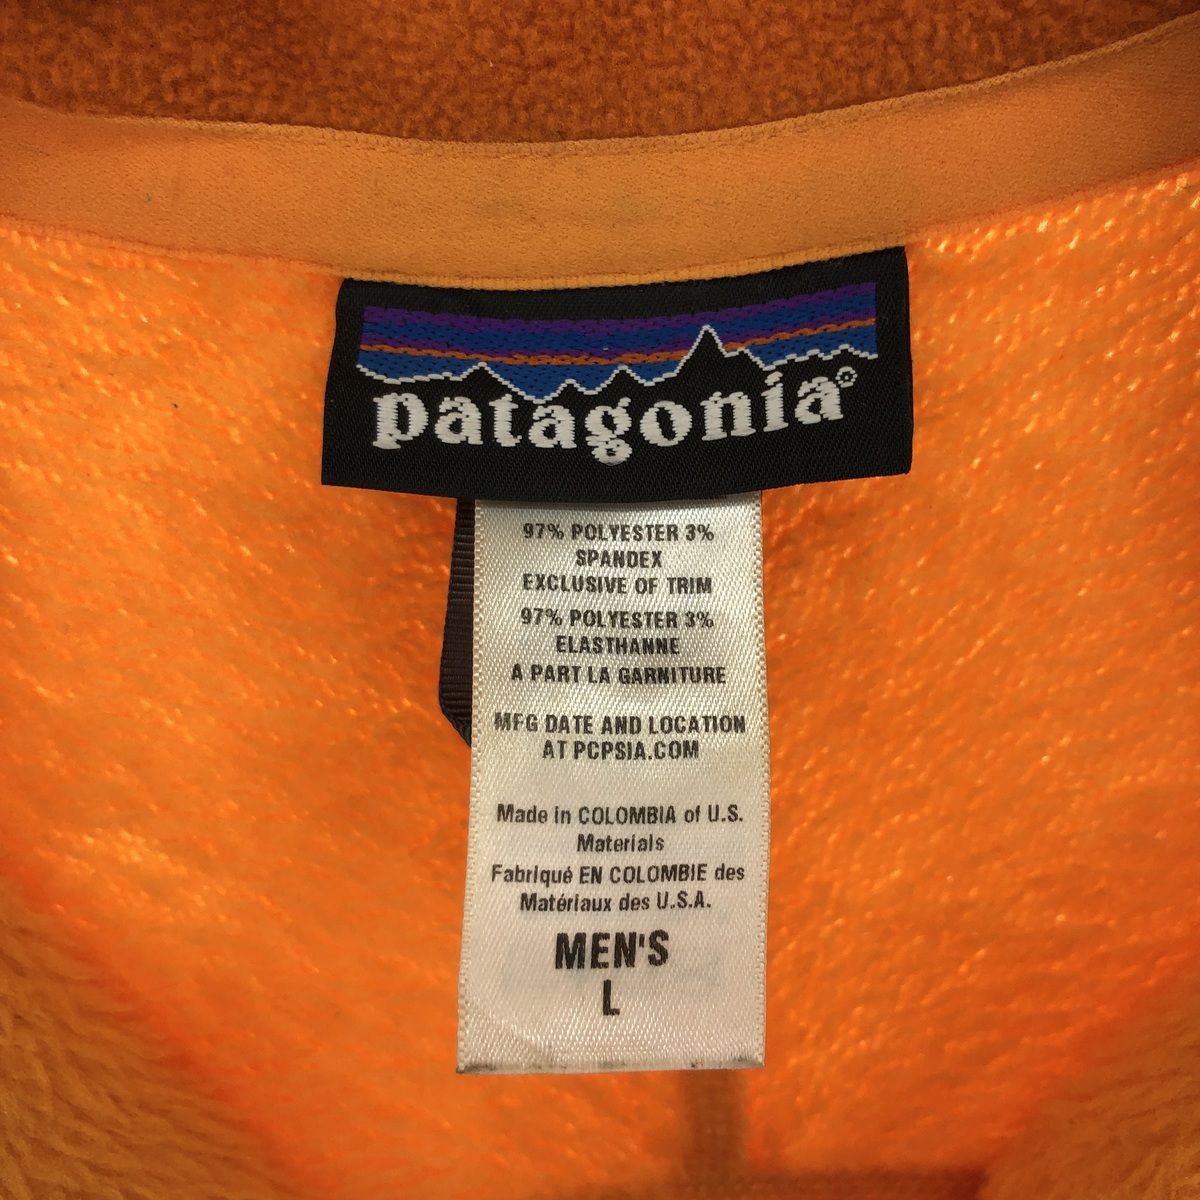 patagonia®
97% POLYESTER 3%
SPANDEX
EXCLUSIVE OF TRIM
97% POLYESTER 3%
ELASTHANNE
A PART LA GARNITURE
MFG DATE AND LOCATION
AT PCPSIA.COM
Made in COLOMBIA of U.S.
Materials
Fabriqué EN COLOMBIE des
Matériaux des U.S.A.
MEN'S
L